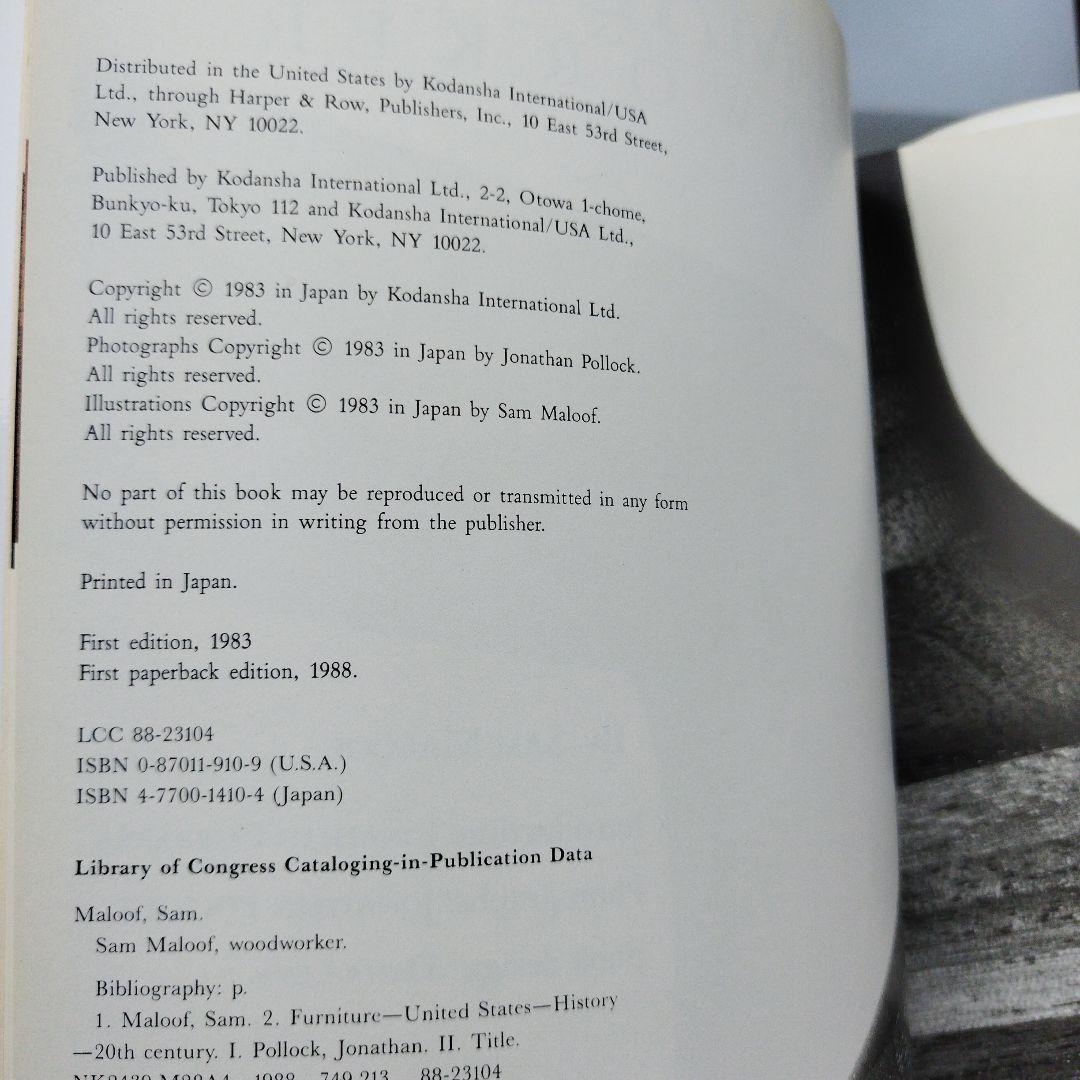 Distributed in the United States by Kodansha International/USA
Ltd., through Harper & Row, Publishers, Inc., 10 East 53rd Street,
New York, NY 10022.
Published by Kodansha International Ltd., 2-2, Otowa 1-chome,
Bunkyo-ku, Tokyo 112 and Kodansha International/USA Ltd.,
10 East 53rd Street, New York, NY 10022.
Copyright © 1983 in Japan by Kodansha International Ltd.
All rights reserved.
Photographs Copyright © 1983 in Japan by Jonathan Pollock.
All rights reserved.
Illustrations Copyright © 1983 in Japan by Sam Maloof.
All rights reserved.
No part of this book may be reproduced or transmitted in any form
without permission in writing from the publisher.
Printed in Japan.
First edition, 1983
First paperback edition, 1988.
LCC 88-23104
ISBN 0-87011-910-9 (U.S.A.)
ISBN 4-7700-1410-4 (Japan)
Library of Congress Cataloging-in-Publication Data
Maloof, Sam.
Sam Maloof, woodworker.
Bibliography: p.
1. Maloof, Sam. 2. Furniture—United States—History
—20th century. I. Pollock, Jonathan. II. Title.
1988 749.213 88-23104